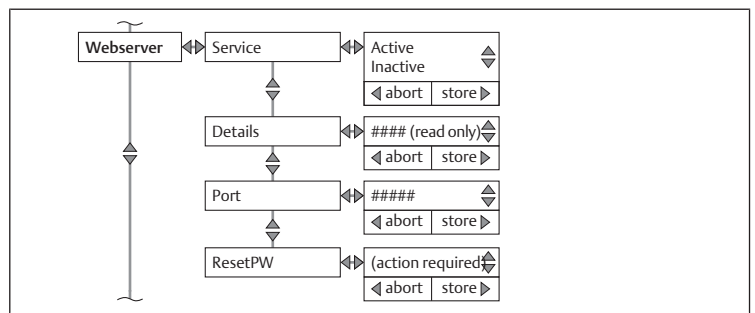 Webserver Service Active
Inactive
abort store
Details #### (read only)
abort store
Port #####
abort store
ResetPW (action required)
abort store